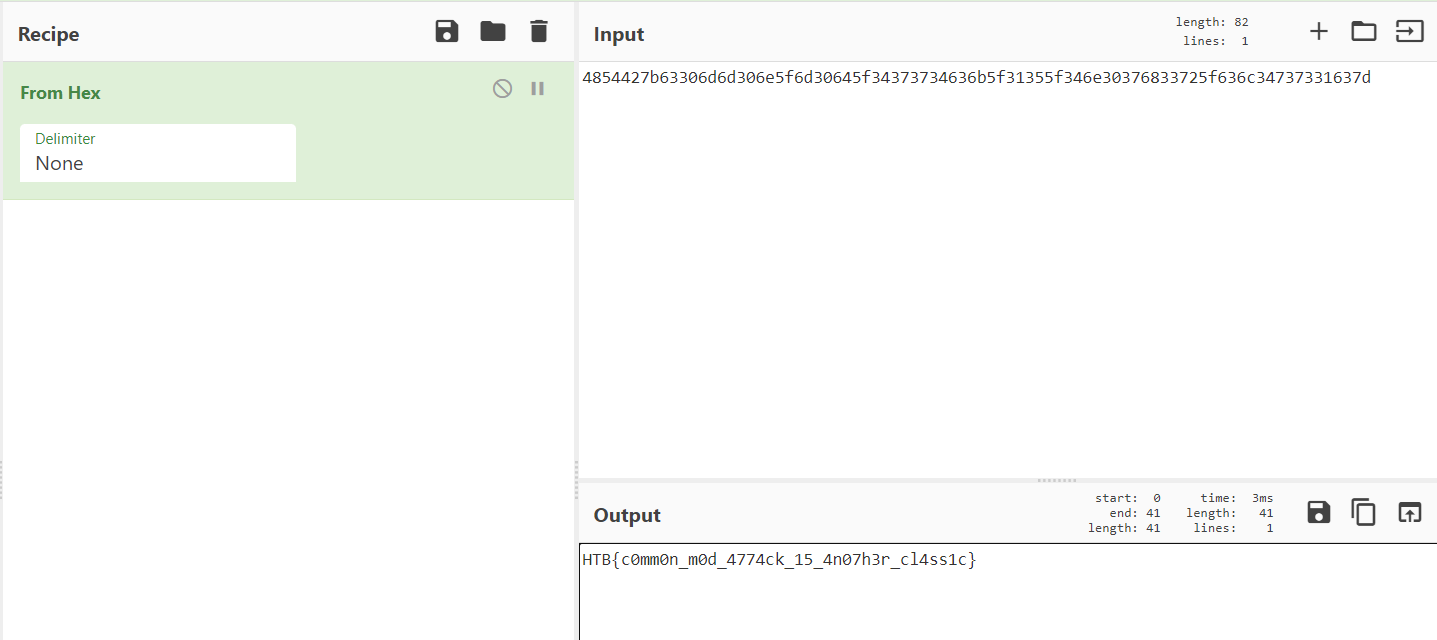 Recipe
From Hex
Delimiter
None
Input
length: 82
lines: 1
4854427b63306d6d306e5f6d30645f34373734636b5f31355f346e30376833725f636c34737331637d
Output
start: 0 time: 3ms
end: 41 length: 41
length: 41 lines: 1
HTB{c0mm0n_m0d_4774ck_15_4n07h3r_cl4ss1c}